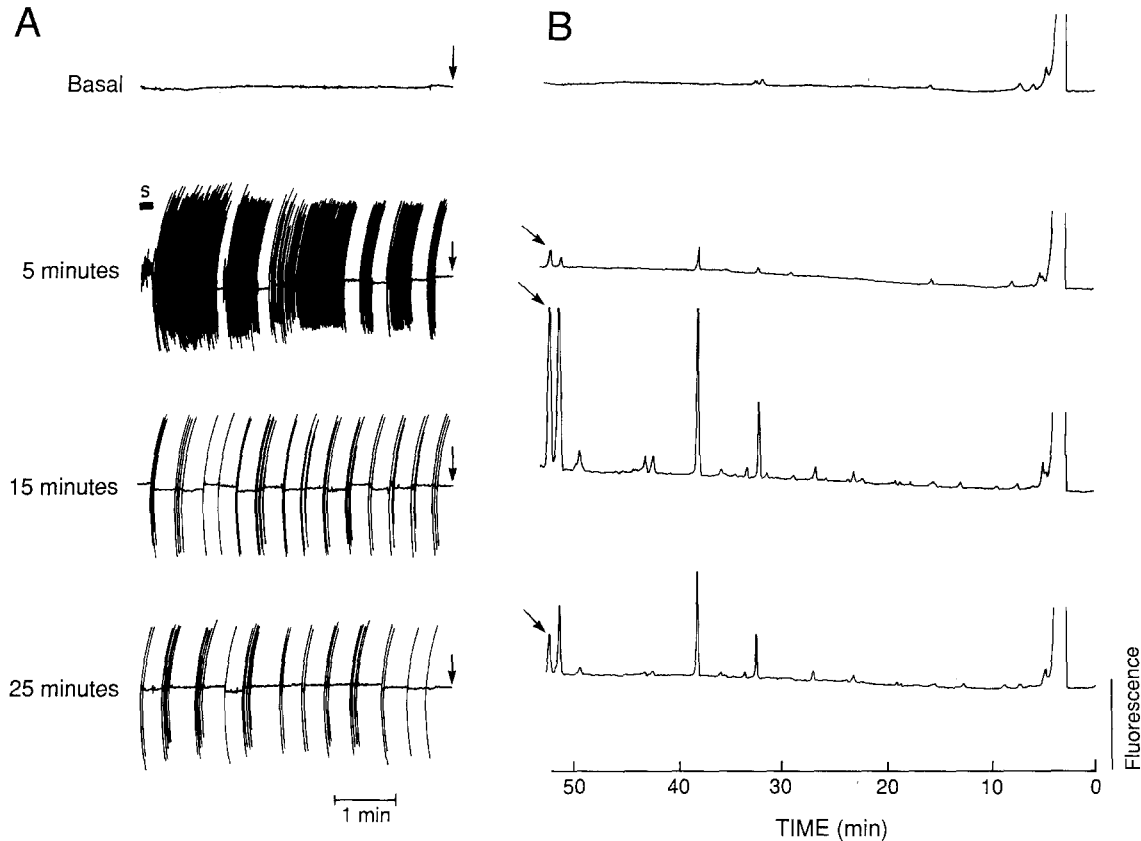 A
B
Basal
s
5 minutes
15 minutes
25 minutes
1 min
Fluorescence
50 40 30 20 10 0
TIME (min)